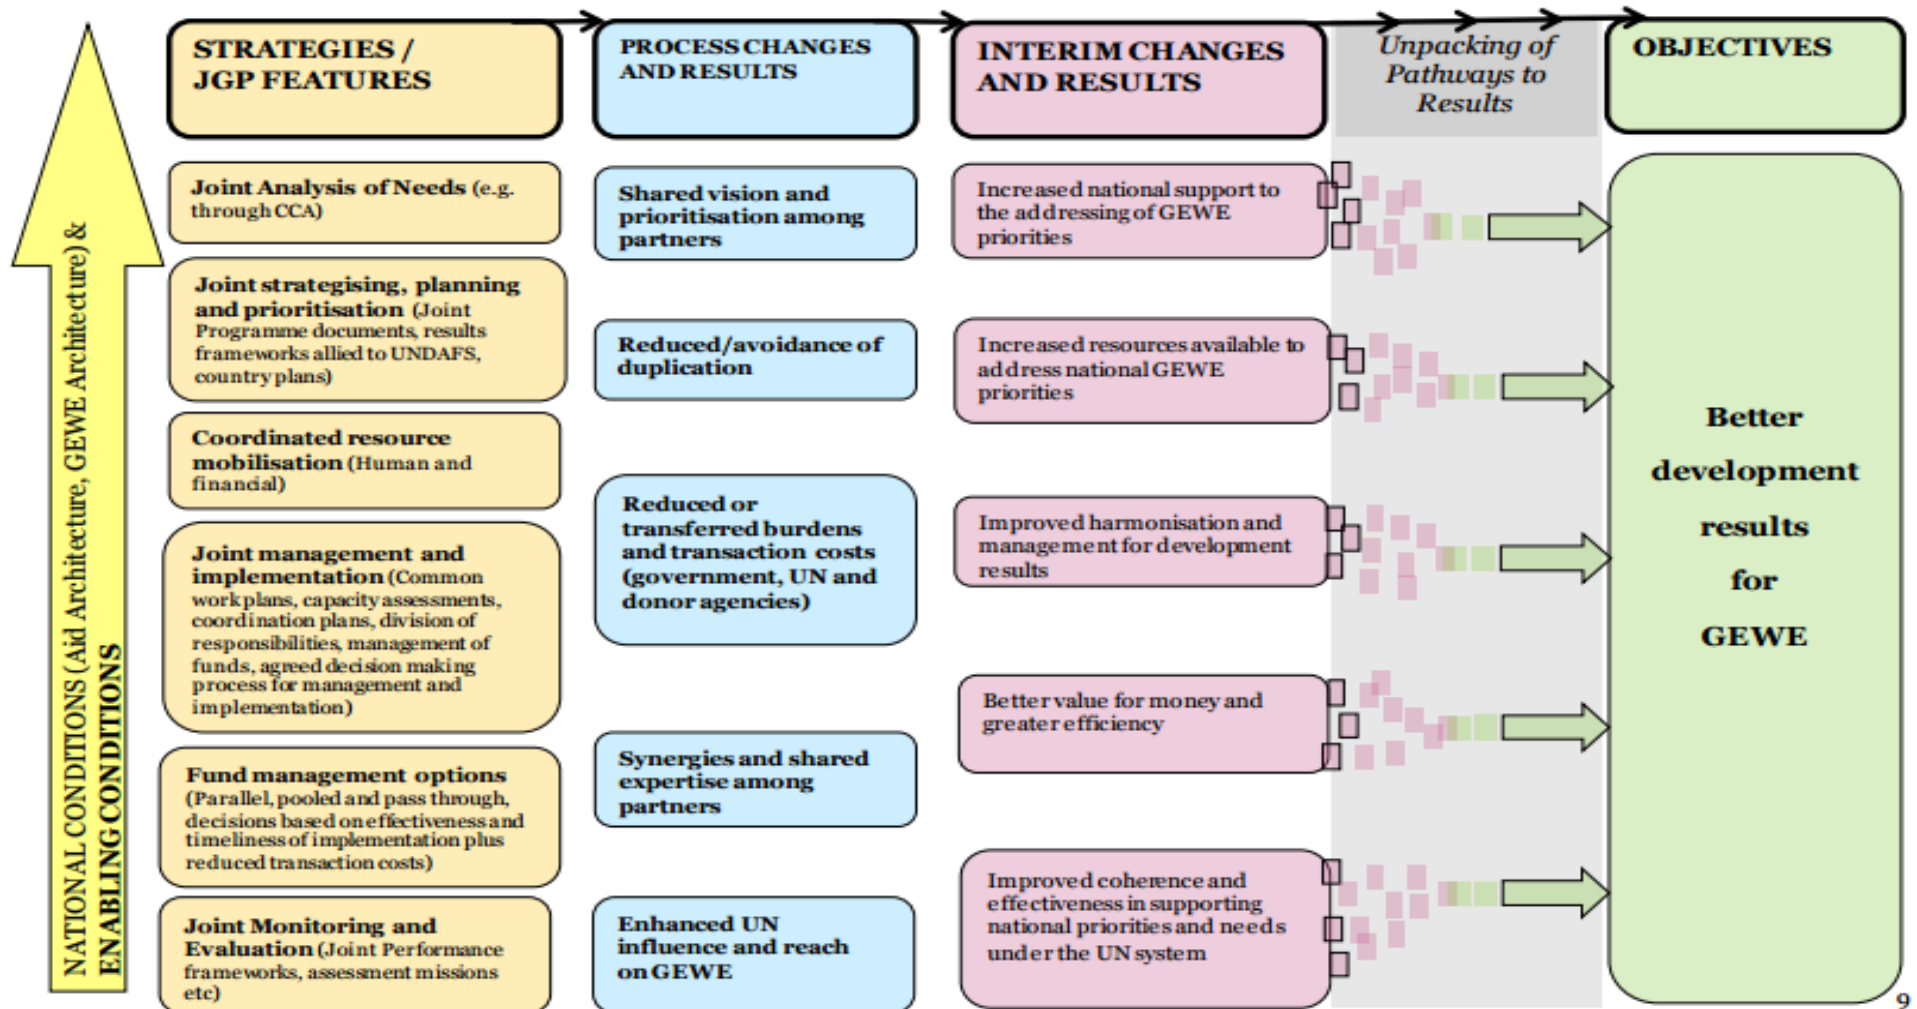 STRATEGIES /
JGP FEATURES
PROCESS CHANGES
AND RESULTS
INTERIM CHANGES
AND RESULTS
Unpacking of
Pathways to
Results
OBJECTIVES
NATIONAL CONDITIONS (Aid Architecture, GEWE Architecture) &
ENABLING CONDITIONS
Joint Analysis of Needs (e.g.
through CCA)
Joint strategising, planning
and prioritisation (Joint
Programme documents, results
frameworks allied to UNDAFS,
country plans)
Coordinated resource
mobilisation (Human and
financial)
Joint management and
implementation (Common
work plans, capacity assessments,
coordination plans, division of
responsibilities, management of
funds, agreed decision making
process for management and
implementation)
Fund management options
(Parallel, pooled and pass through,
decisions based on effectiveness and
timeliness of implementation plus
reduced transaction costs)
Joint Monitoring and
Evaluation (Joint Performance
frameworks, assessment missions
etc)
Shared vision and
prioritisation among
partners
Reduced/avoidance of
duplication
Reduced or
transferred burdens
and transaction costs
(government, UN and
donor agencies)
Synergies and shared
expertise among
partners
Enhanced UN
influence and reach
on GEWE
Increased national support to
the addressing of GEWE
priorities
Increased resources available to
address national GEWE
priorities
Improved harmonisation and
management for development
results
Better value for money and
greater efficiency
Improved coherence and
effectiveness in supporting
national priorities and needs
under the UN system
Better
development
results
for
GEWE
9